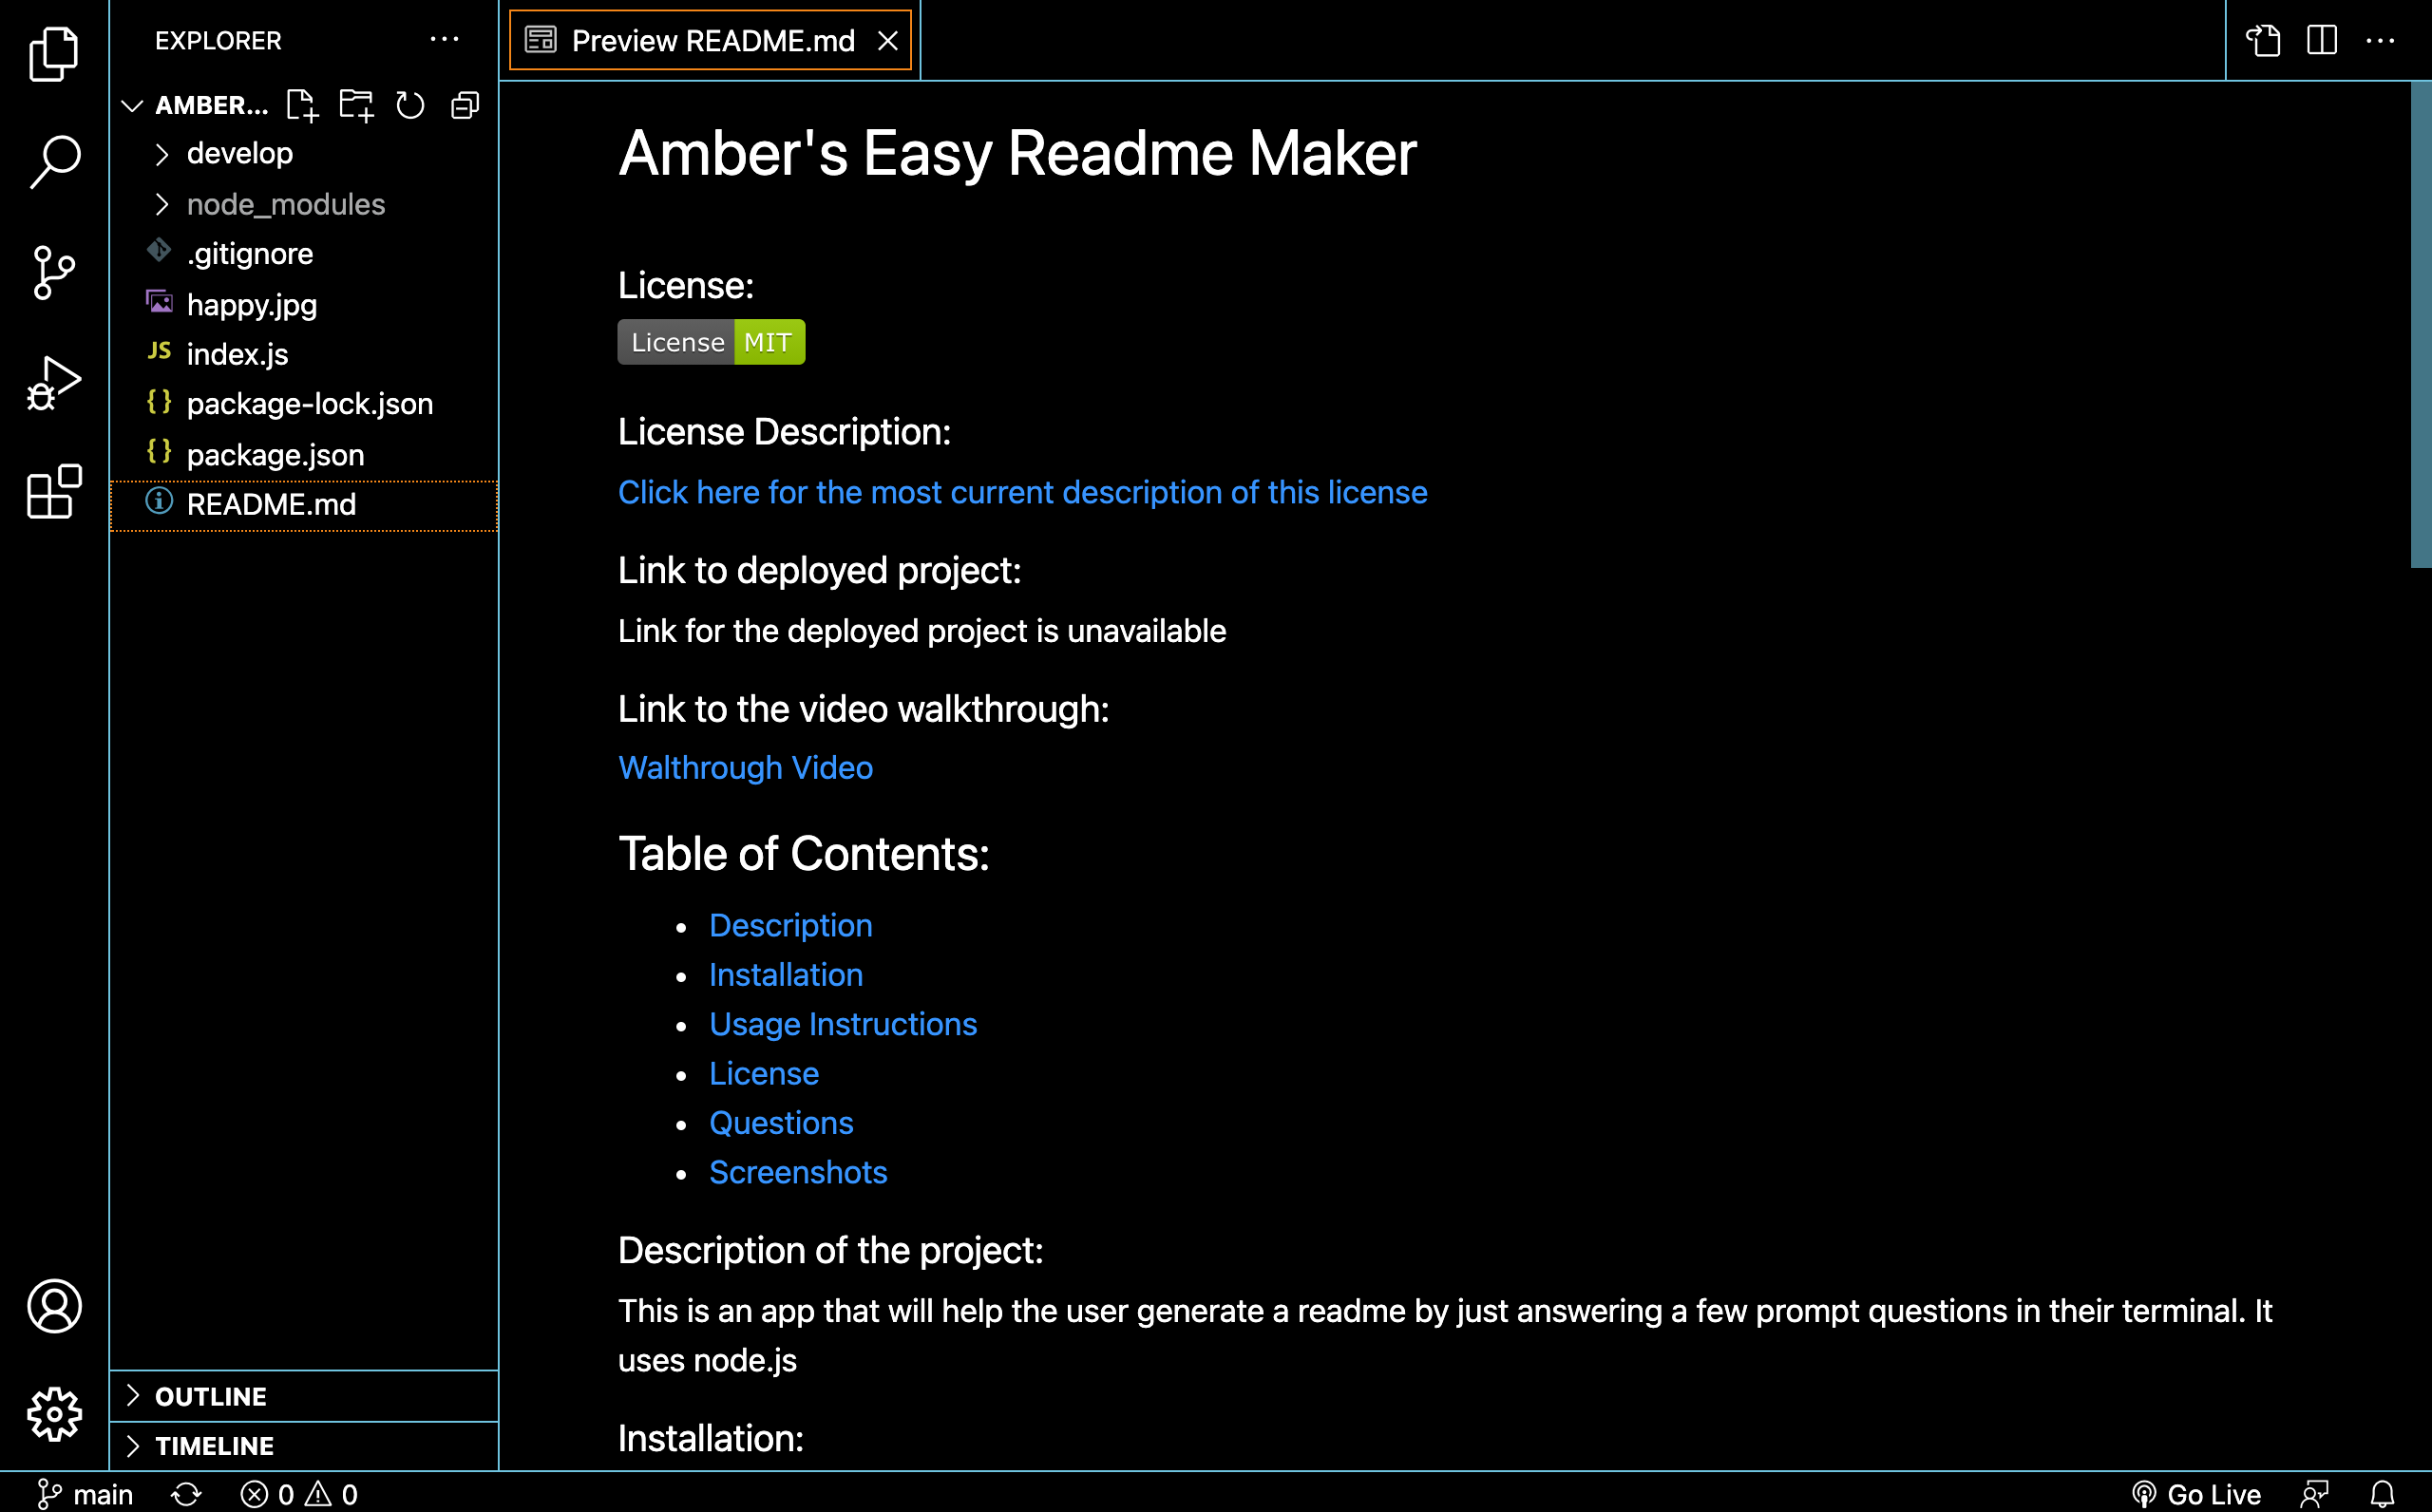 EXPLORER
AMBER...
develop
node_modules
.gitignore
happy.jpg
JS index.js
{} package-lock.json
{} package.json
README.md
OUTLINE
TIMELINE
Preview README.md
Amber's Easy Readme Maker
License:
License MIT
License Description:
Click here for the most current description of this license
Link to deployed project:
Link for the deployed project is unavailable
Link to the video walkthrough:
Walthrough Video
Table of Contents:
• Description
• Installation
• Usage Instructions
• License
• Questions
• Screenshots
Description of the project:
This is an app that will help the user generate a readme by just answering a few prompt questions in their terminal. It
uses node.js
Installation:
main 0 0 Go Live